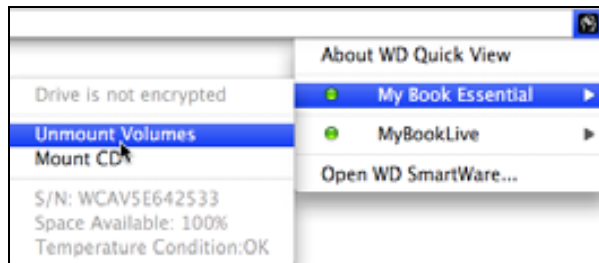 About WD Quick View
My Book Essential
MyBookLive
Open WD SmartWare...
Drive is not encrypted
Unmount Volumes
Mount CD
S/N: WCAV5E642533
Space Available: 100%
Temperature Condition:OK